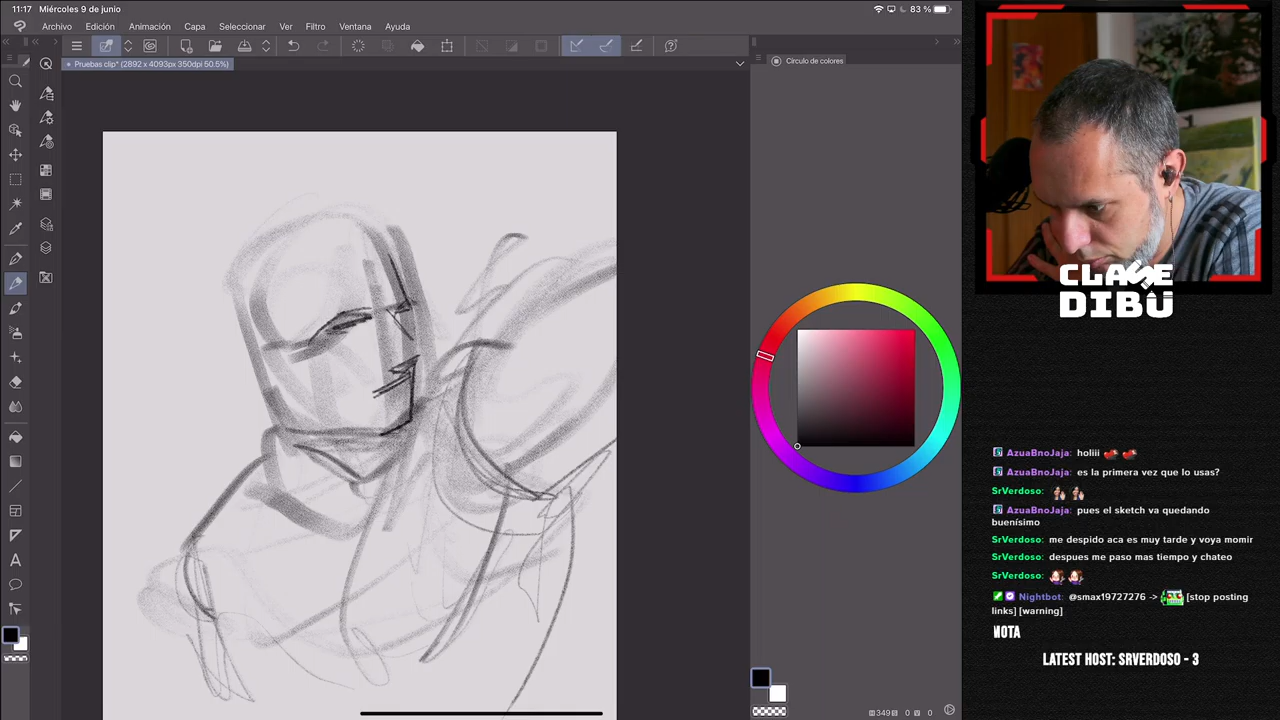 11:17 Miércoles 9 de junio
83 %
Archivo Edición Animación Capa Seleccionar Ver Filtro Ventana Ayuda
Pruebas clip* (2892 x 4093px 350dpi 50.5%)
Círculo de colores
CLASE
DIBU
AzuaBnoJaja: holiii
AzuaBnoJaja: es la primera vez que lo usas?
SrVerdoso:
AzuaBnoJaja: pues el sketch va quedando
buenísimo
SrVerdoso: me despido aca es muy tarde y voya momir
SrVerdoso: despues me paso mas tiempo y chateo
SrVerdoso:
Nightbot: @smax19727276 -> [stop posting
links] [warning]
LATEST HOST: SRVERDOSO - 3
349 0 0